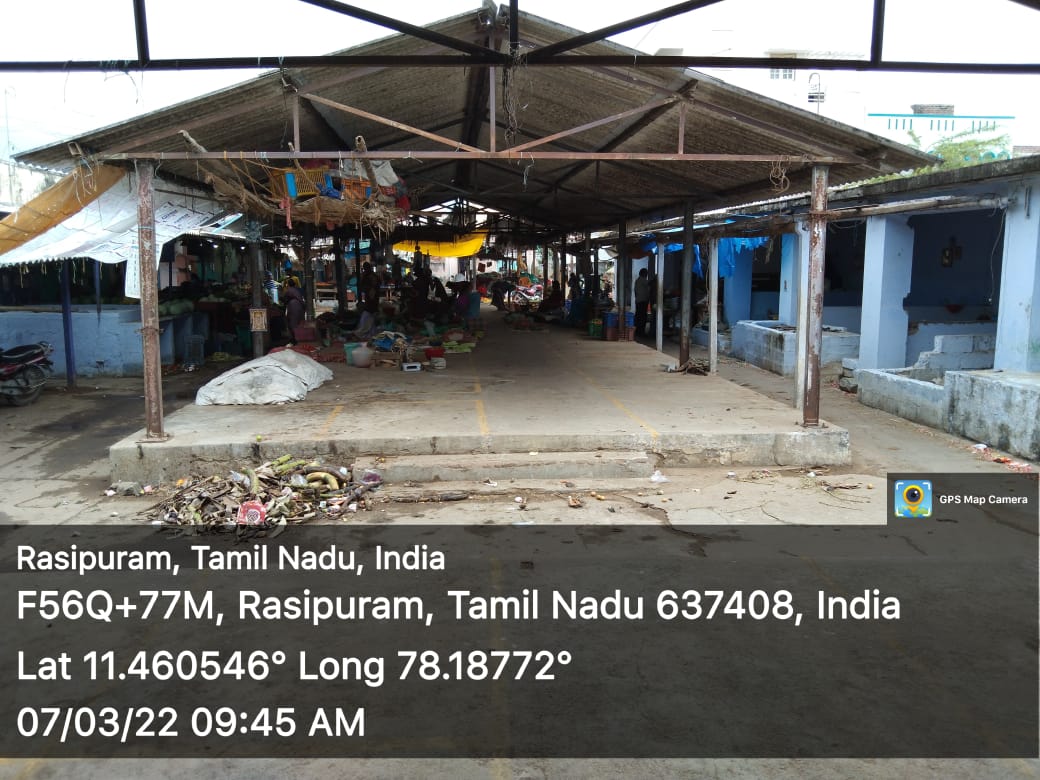 GPS Map Camera
Rasipuram, Tamil Nadu, India
F56Q+77M, Rasipuram, Tamil Nadu 637408, India
Lat 11.460546° Long 78.18772°
07/03/22 09:45 AM